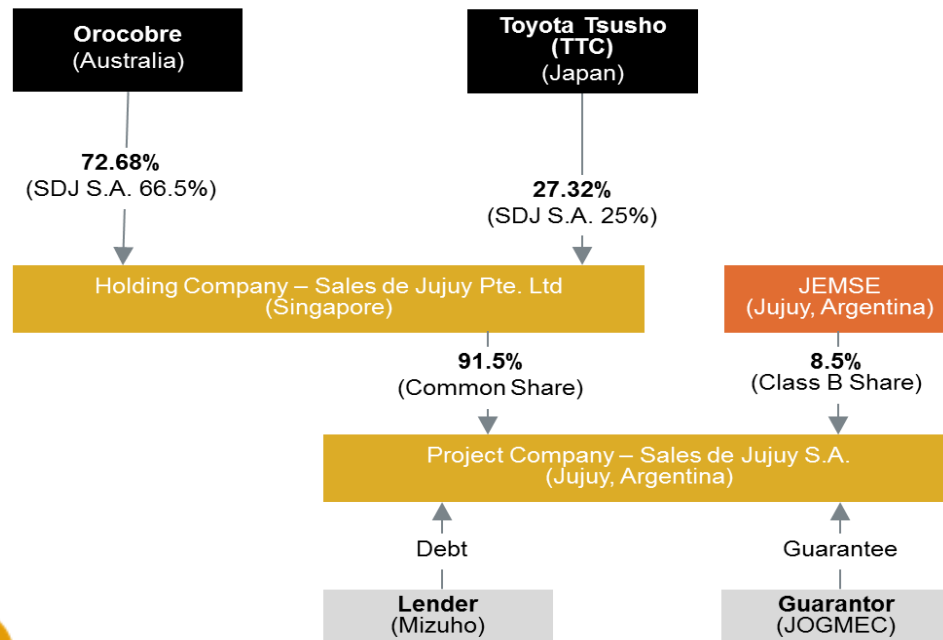 Orocobre
(Australia)
Toyota Tsusho
(TTC)
(Japan)
72.68%
(SDJ S.A. 66.5%)
27.32%
(SDJ S.A. 25%)
Holding Company – Sales de Jujuy Pte. Ltd
(Singapore)
JEMSE
(Jujuy, Argentina)
91.5%
(Common Share)
8.5%
(Class B Share)
Project Company – Sales de Jujuy S.A.
(Jujuy, Argentina)
Debt
Guarantee
Lender
(Mizuho)
Guarantor
(JOGMEC)